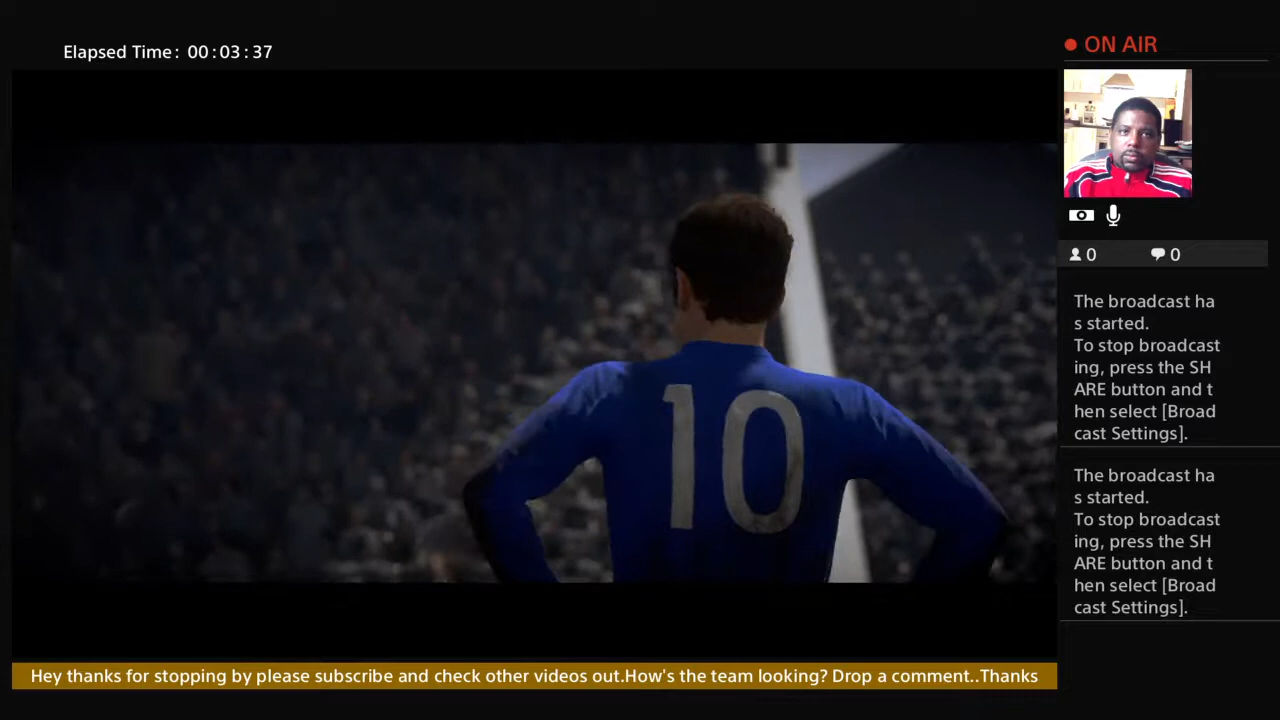 Elapsed Time: 00:03:37
ON AIR
0 0
10
The broadcast ha
s started.
To stop broadcast
ing, press the SH
ARE button and t
hen select [Broad
cast Settings].
The broadcast ha
s started.
To stop broadcast
ing, press the SH
ARE button and t
hen select [Broad
cast Settings].
Hey thanks for stopping by please subscribe and check other videos out.How's the team looking? Drop a comment..Thanks